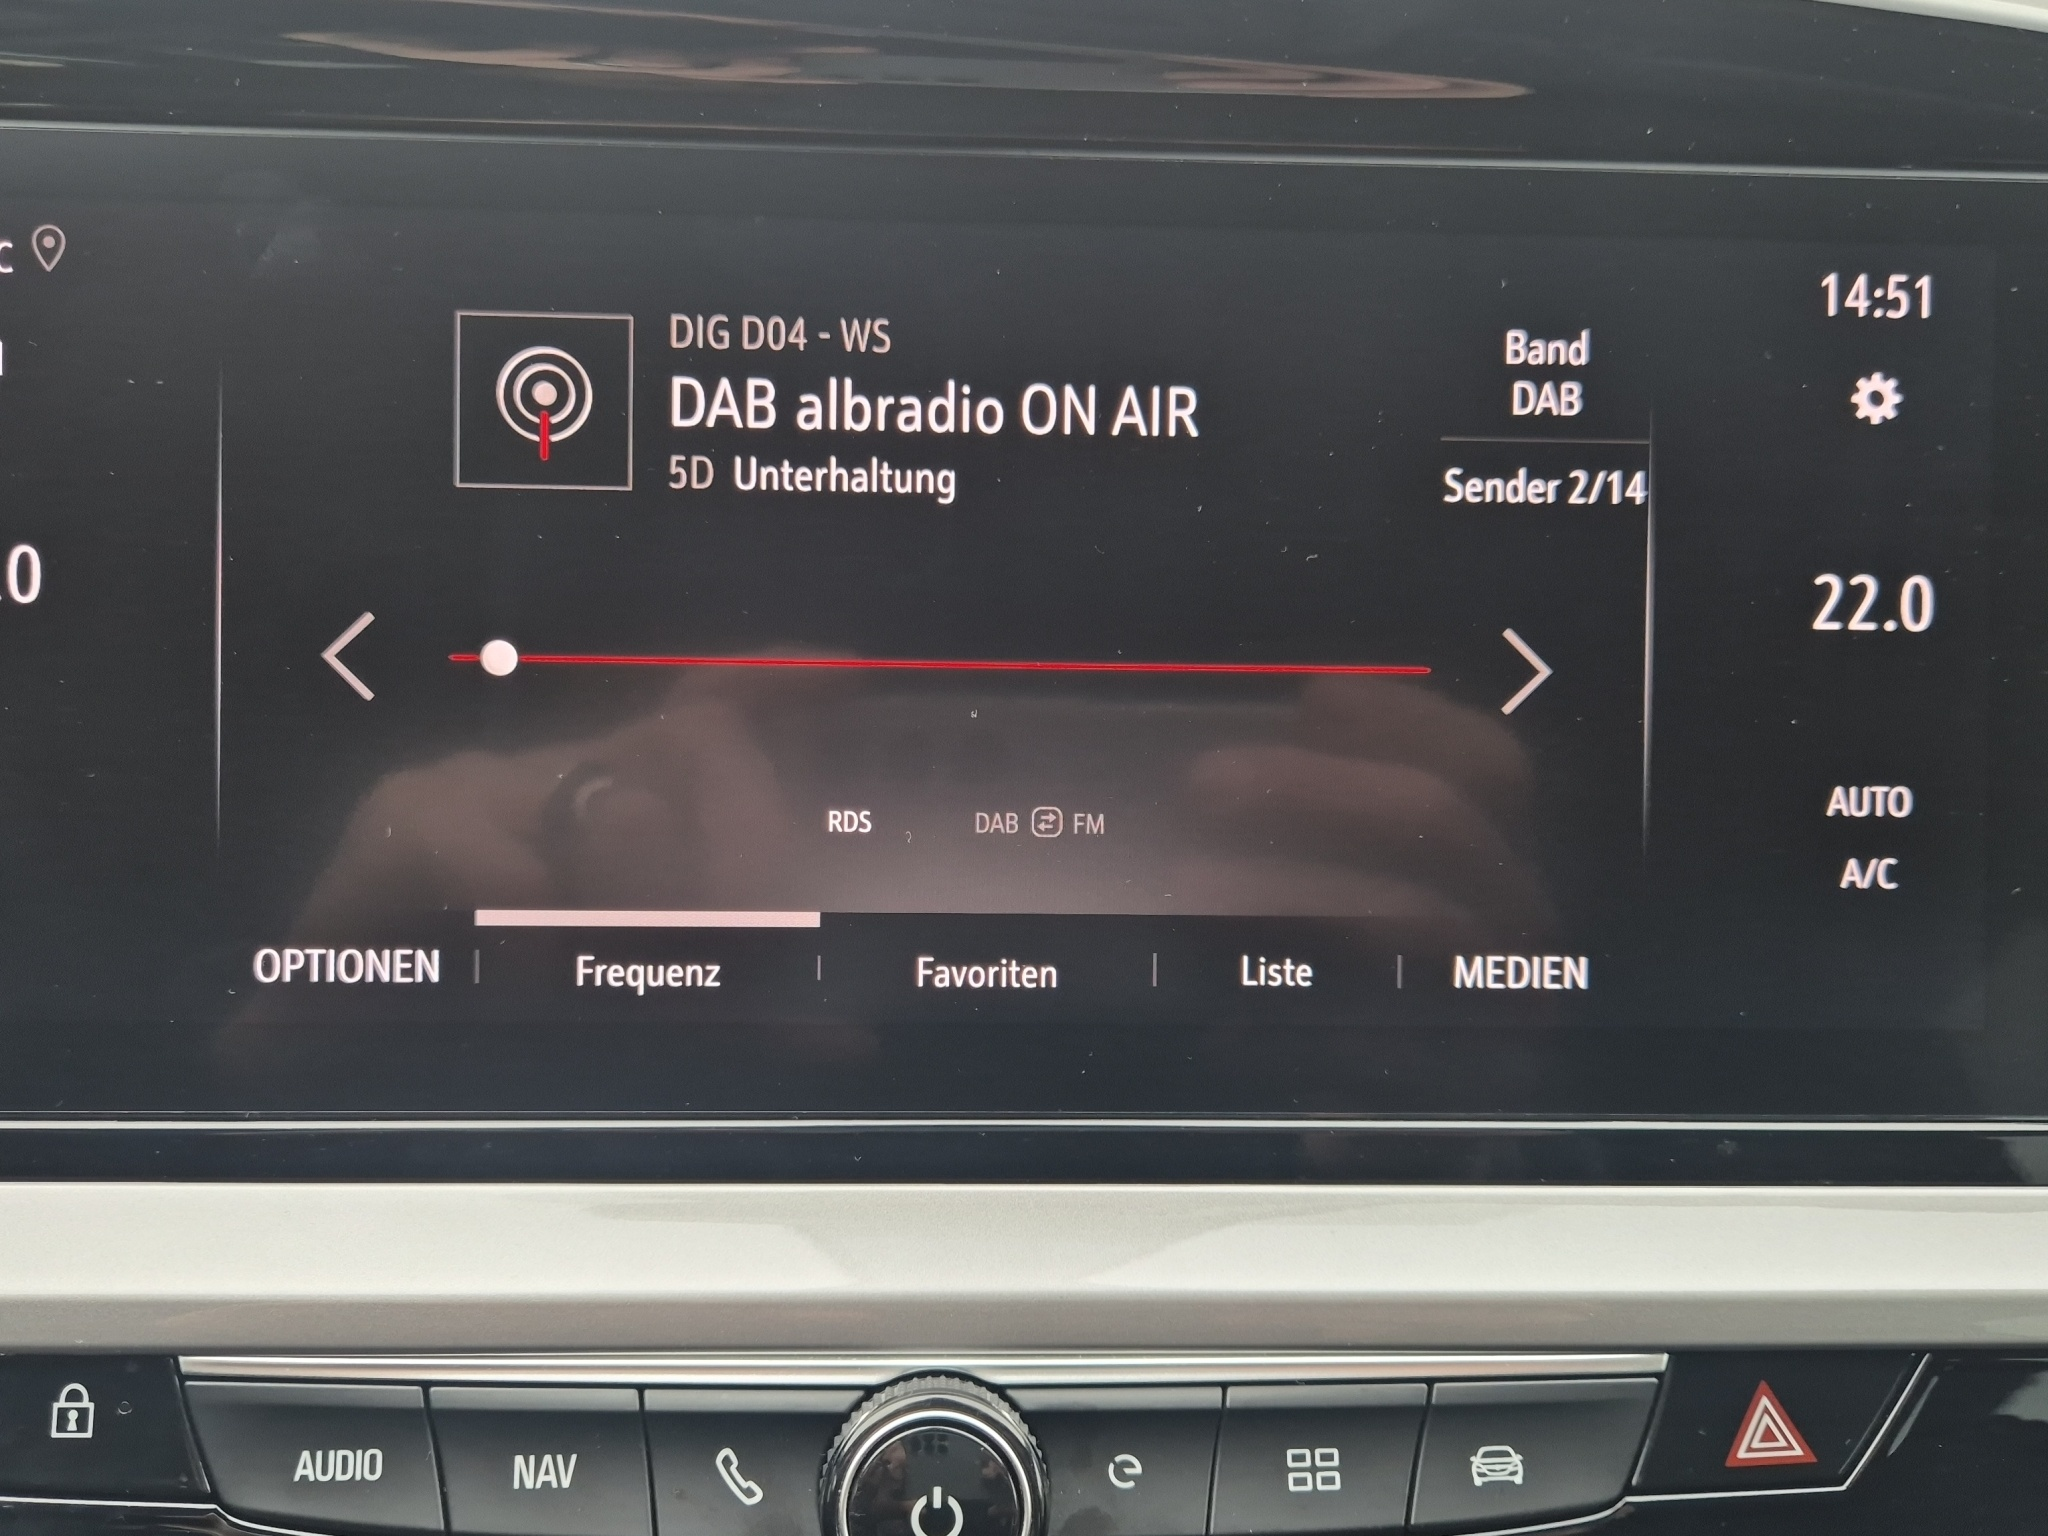 14:51
DIG D04 - WS
DAB albradio ON AIR
5D Unterhaltung
Band
DAB
Sender 2/14
.0
22.0
RDS
DAB FM
AUTO
A/C
OPTIONEN Frequenz Favoriten Liste MEDIEN
AUDIO NAV